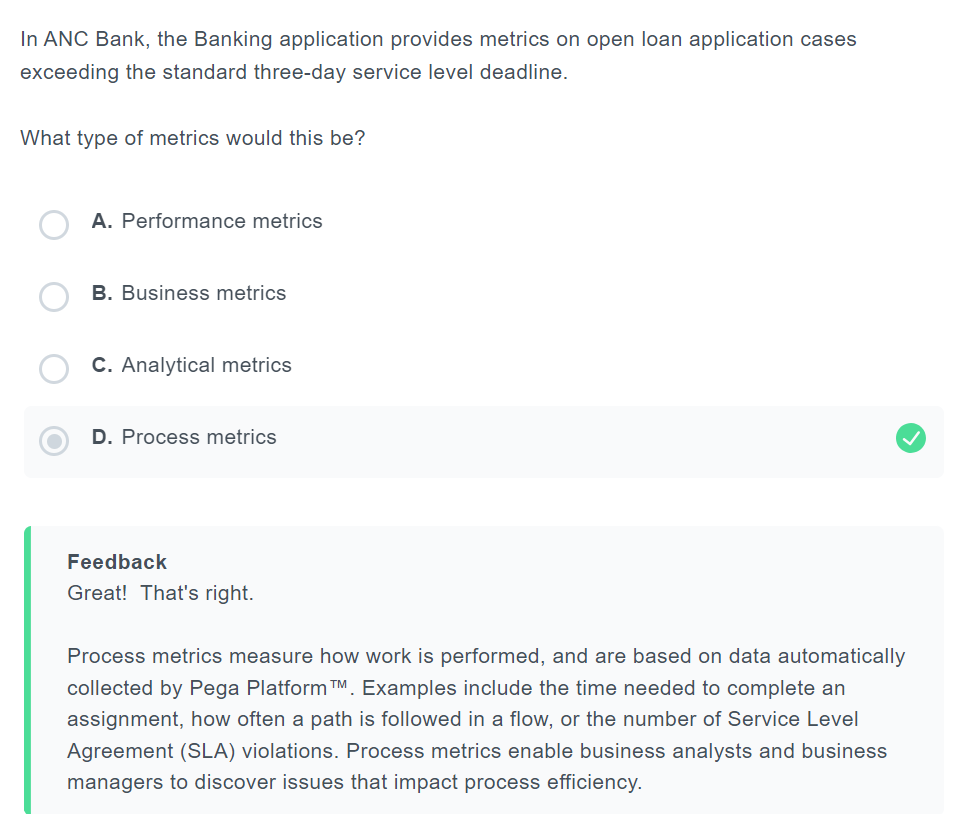 In ANC Bank, the Banking application provides metrics on open loan application cases
exceeding the standard three-day service level deadline.
What type of metrics would this be?
A. Performance metrics
B. Business metrics
C. Analytical metrics
D. Process metrics
Feedback
Great!  That's right.
Process metrics measure how work is performed, and are based on data automatically
collected by Pega Platform™. Examples include the time needed to complete an
assignment, how often a path is followed in a flow, or the number of Service Level
Agreement (SLA) violations. Process metrics enable business analysts and business
managers to discover issues that impact process efficiency.